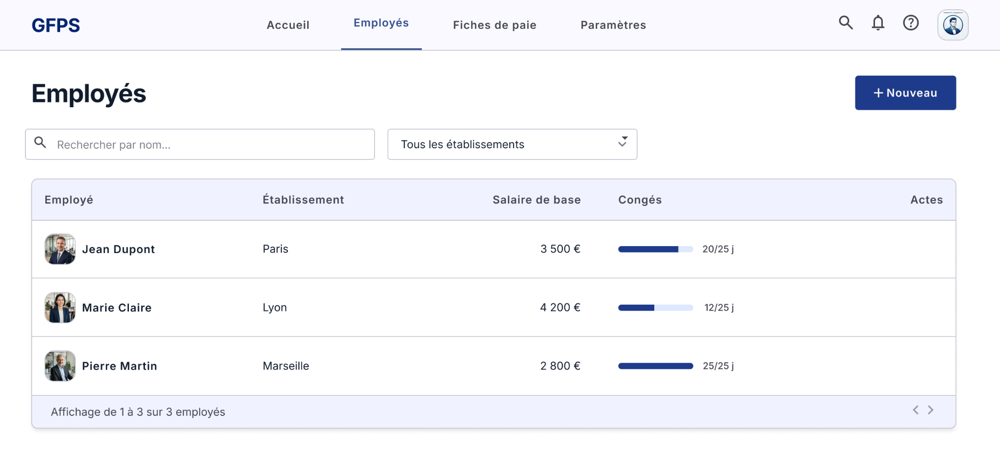 GFPS
Accueil
Employés
Fiches de paie
Paramètres
Employés
+ Nouveau
Rechercher par nom...
Tous les établissements
Employé Établissement Salaire de base Congés Actes
Jean Dupont Paris 3 500 € 20/25 j
Marie Claire Lyon 4 200 € 12/25 j
Pierre Martin Marseille 2 800 € 25/25 j
Affichage de 1 à 3 sur 3 employés